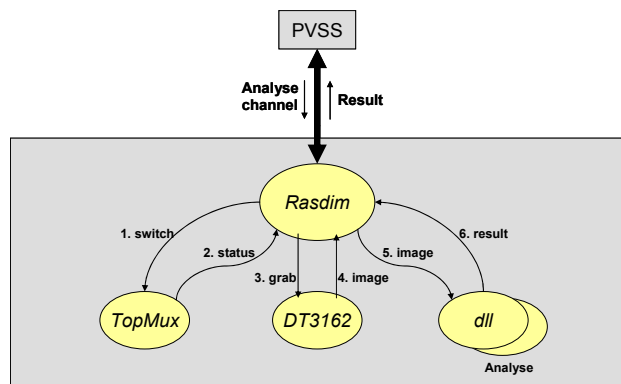 PVSS
Analyse
channel
Result
Rasdim
1. switch
2. status
3. grab
4. image
5. image
6. result
TopMux
DT3162
dll
Analyse